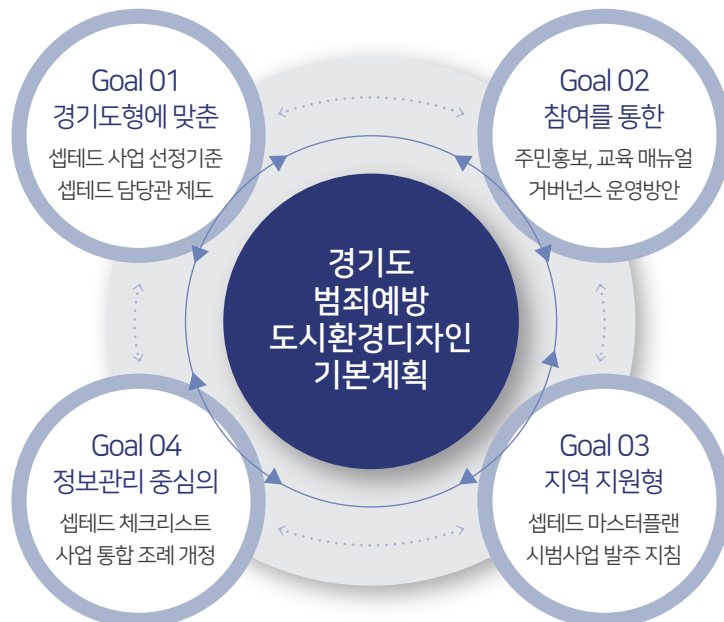 Goal 01
경기도형에 맞춘
셉테드 사업 선정기준
셉테드 담당관 제도
Goal 02
참여를 통한
주민홍보, 교육 매뉴얼
거버넌스 운영방안
경기도
범죄예방
도시환경디자인
기본계획
Goal 04
정보관리 중심의
셉테드 체크리스트
사업 통합 조례 개정
Goal 03
지역 지원형
셉테드 마스터플랜
시범사업 발주 지침